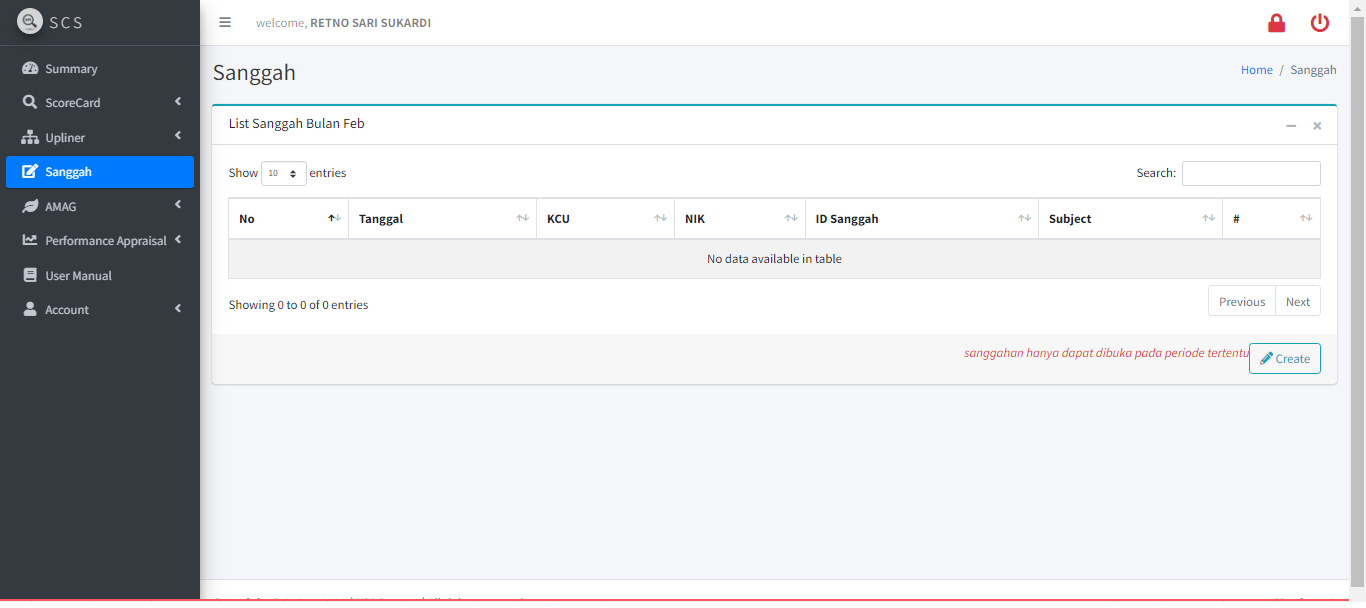 SCS
welcome, RETNO SARI SUKARDI
Summary
ScoreCard
Upliner
Sanggah
AMAG
Performance Appraisal
User Manual
Account
Sanggah
Home / Sanggah
List Sanggah Bulan Feb
Show 10 entries
Search:
No Tanggal KCU NIK ID Sanggah Subject #
No data available in table
Showing 0 to 0 of 0 entries
Previous Next
sanggahan hanya dapat dibuka pada periode tertentu
Create